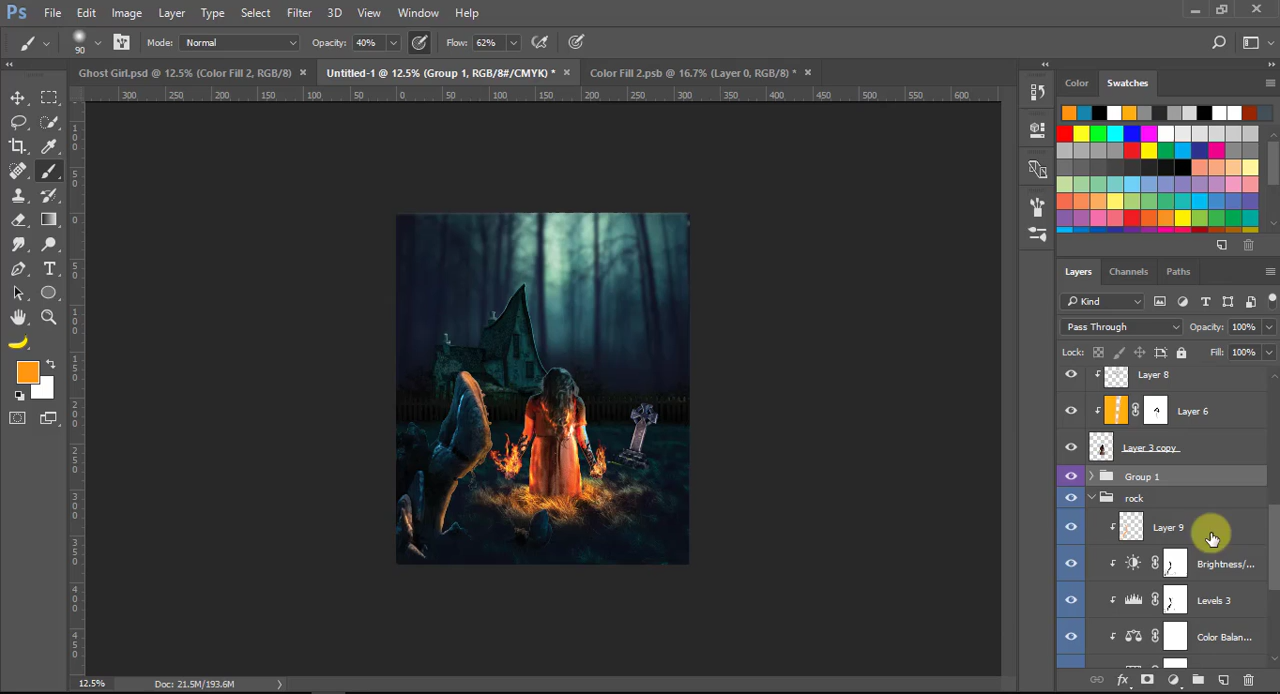 Ps File Edit Image Layer Type Select Filter 3D View Window Help
90 Mode: Normal Opacity: 40% Flow: 62%
Ghost Girl.psd @ 12.5% (Color Fill 2, RGB/8) × Untitled-1 @ 12.5% (Group 1, RGB/8#/CMYK) * × Color Fill 2.psb @ 16.7% (Layer 0, RGB/8) * ×
300 250 200 150 100 50 0 50 100 150 200 250 300 350 400 450 500 550 600
Color Swatches
Layers Channels Paths
Kind
Pass Through Opacity: 100%
Lock: Fill: 100%
Layer 8
Layer 6
Layer 3 copy
Group 1
rock
Layer 9
Brightness/...
Levels 3
Color Balan...
12.5% Doc: 21.5M/193.6M